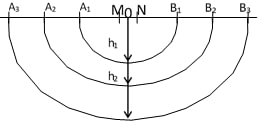 A₃ A₂ A₁ M O N B₁ B₂ B₃
h₁
h₂